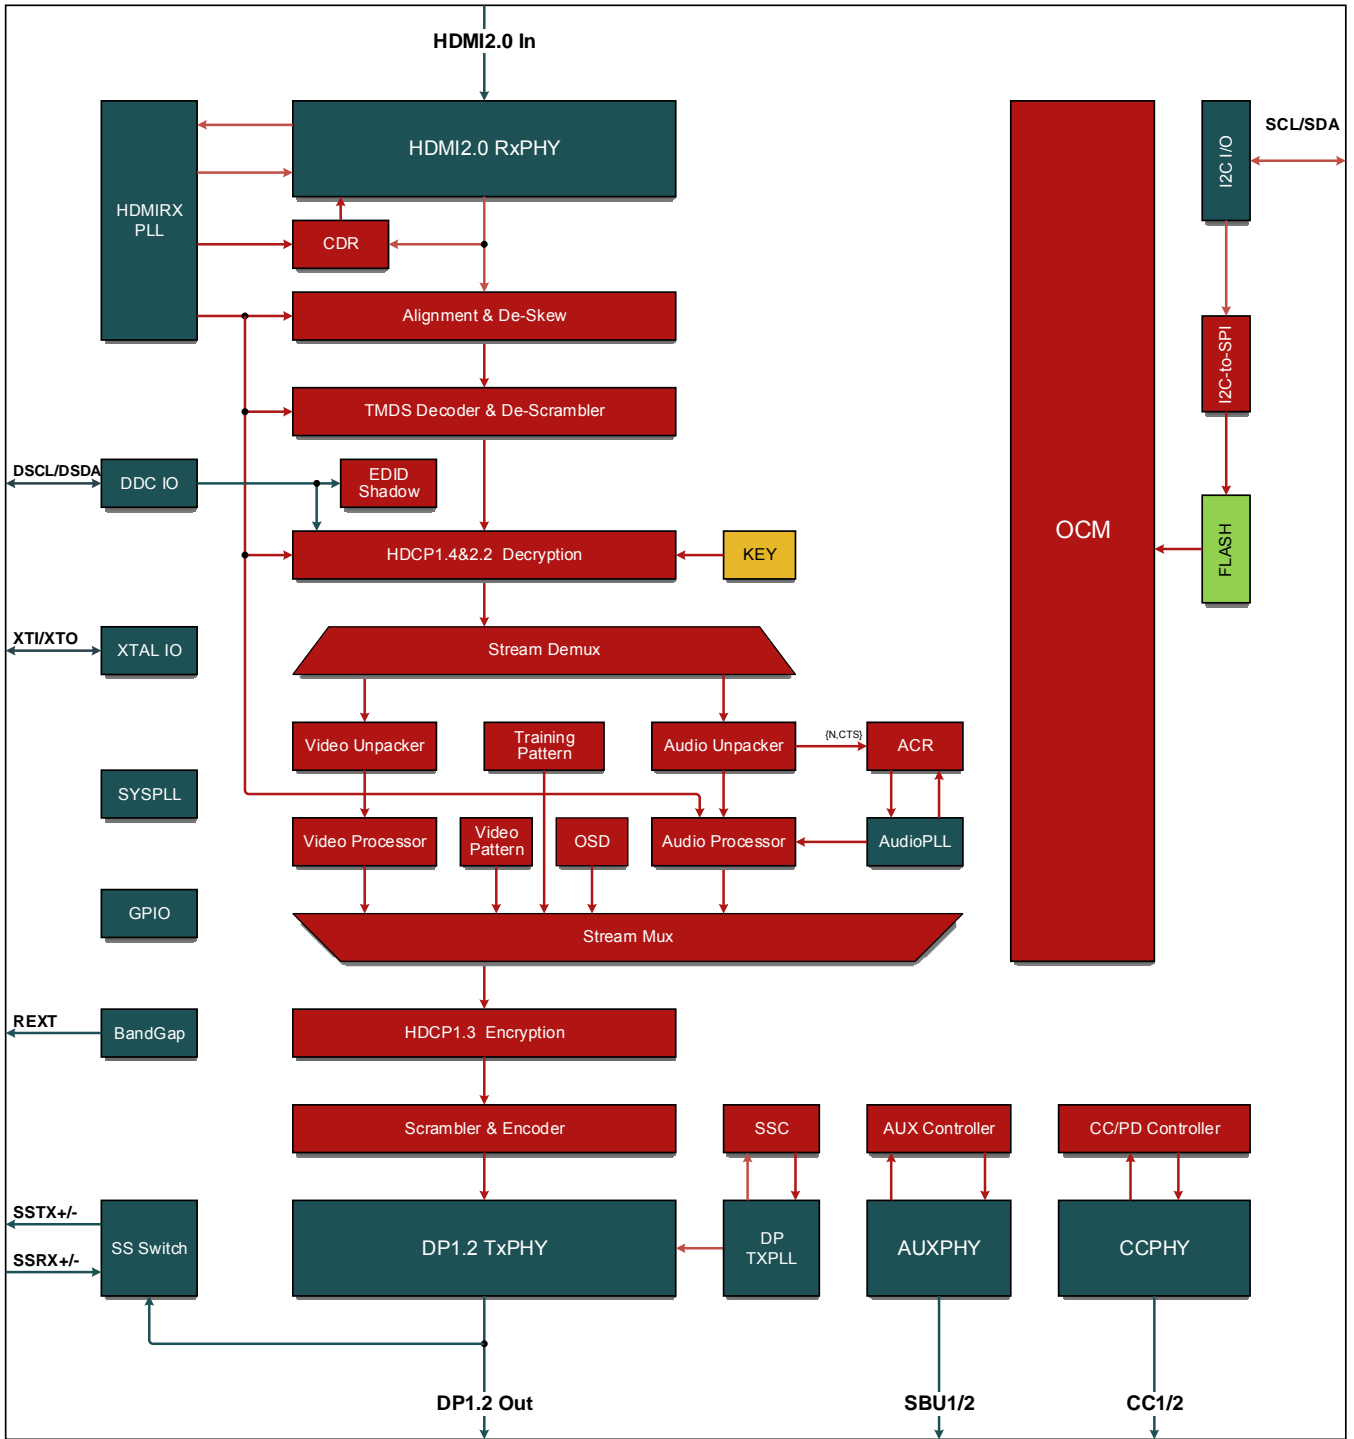 HDMI2.0 In
HDMI2.0 RxPHY
HDMIRX
PLL
CDR
Alignment & De-Skew
TMDS Decoder & De-Scrambler
DSCL/DSDA
DDC IO
EDID
Shadow
HDCP1.4&2.2 Decryption
KEY
XTI/XTO
XTAL IO
Stream Demux
Video Unpacker
Training
Pattern
Audio Unpacker
{N,CTS}
ACR
SYSPLL
Video Processor
Video
Pattern
OSD
Audio Processor
AudioPLL
GPIO
Stream Mux
REXT
BandGap
HDCP1.3 Encryption
Scrambler & Encoder
SSC
AUX Controller
CC/PD Controller
SSTX+/-
SSRX+/-
SS Switch
DP1.2 TxPHY
DP
TXPLL
AUXPHY
CCPHY
DP1.2 Out
SBU1/2
CC1/2
OCM
I2C I/O
SCL/SDA
I2C-to-SPI
FLASH